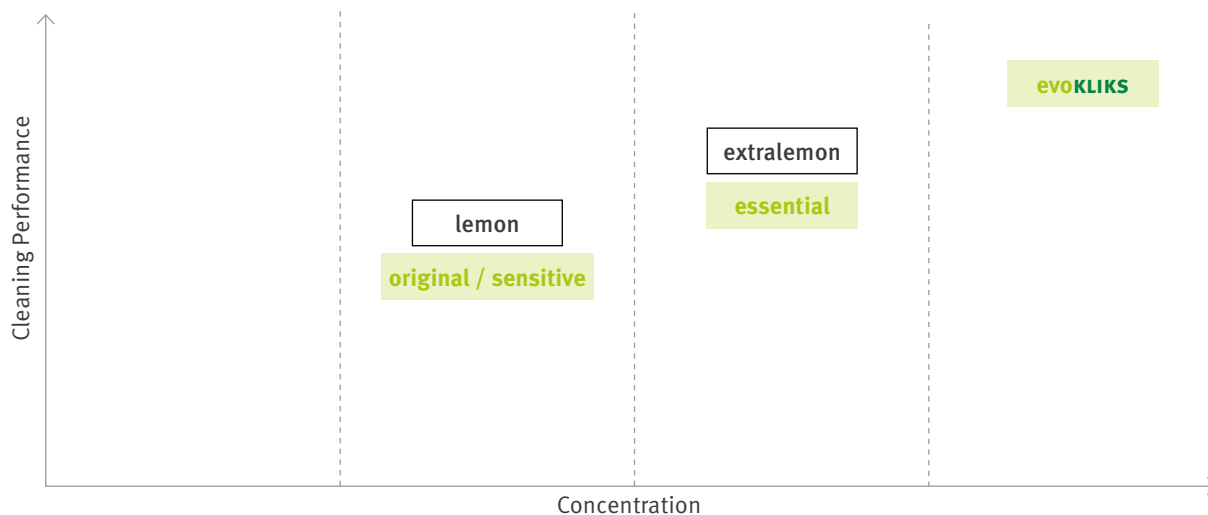 Cleaning Performance
evoKLIKS
extralemon
essential
lemon
original / sensitive
Concentration